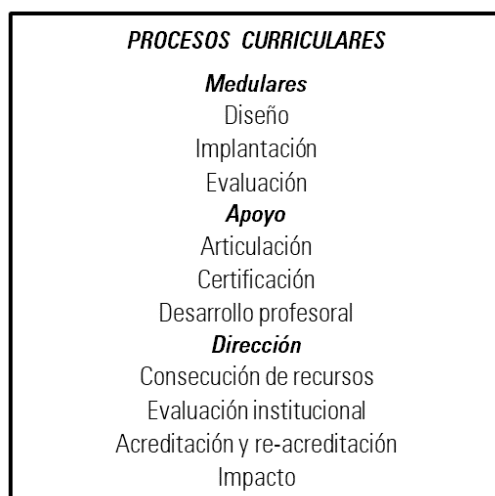 PROCESOS CURRICULARES
Medulares
Diseño
Implantación
Evaluación
Apoyo
Articulación
Certificación
Desarrollo profesoral
Dirección
Consecución de recursos
Evaluación institucional
Acreditación y re-acreditación
Impacto